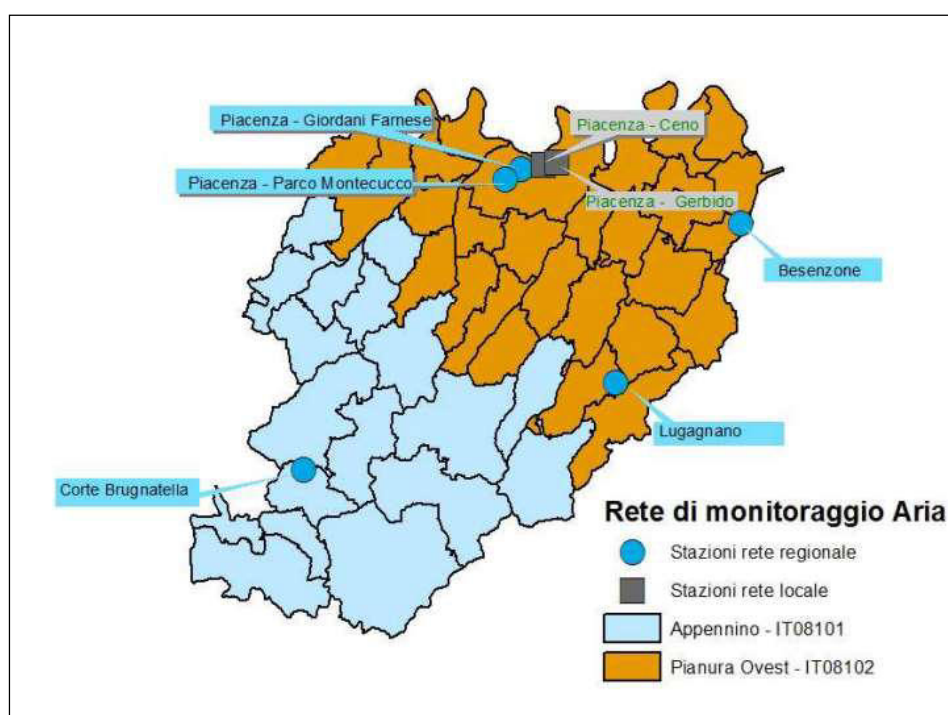 Piacenza - Giordani Farnese
Piacenza - Ceno
Piacenza - Parco Montecucco
Piacenza - Gerbido
Besenzone
Lugagnano
Corte Brugnatella
Rete di monitoraggio Aria
Stazioni rete regionale
Stazioni rete locale
Appennino - IT08101
Pianura Ovest - IT08102